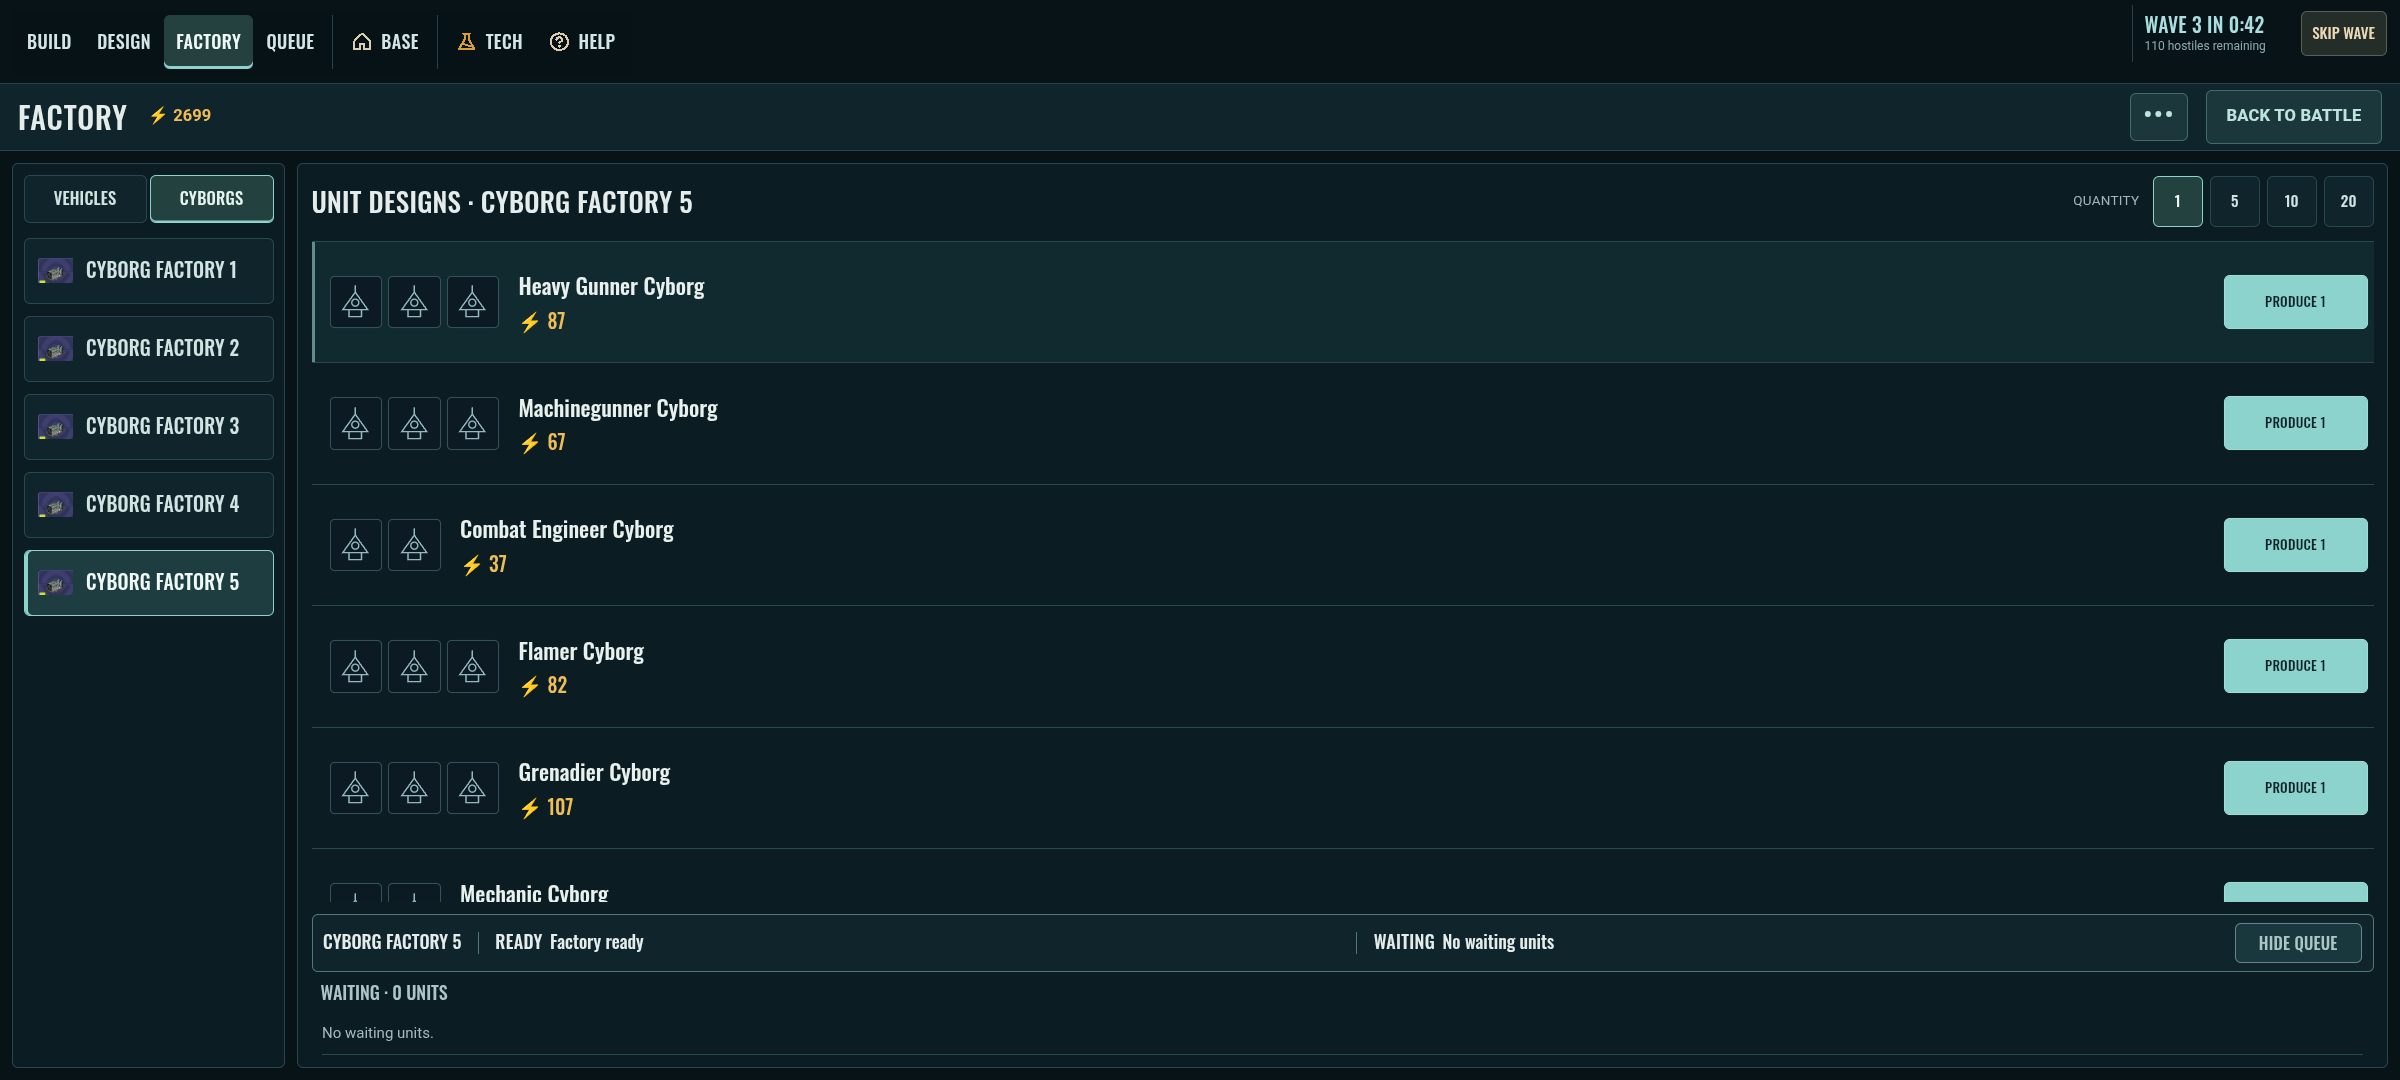 BUILD DESIGN FACTORY QUEUE BASE TECH HELP
WAVE 3 IN 0:42
110 hostiles remaining
SKIP WAVE
FACTORY 2699
BACK TO BATTLE
VEHICLES CYBORGS
CYBORG FACTORY 1
CYBORG FACTORY 2
CYBORG FACTORY 3
CYBORG FACTORY 4
CYBORG FACTORY 5
UNIT DESIGNS · CYBORG FACTORY 5
QUANTITY 1 5 10 20
Heavy Gunner Cyborg
87
PRODUCE 1
Machinegunner Cyborg
67
PRODUCE 1
Combat Engineer Cyborg
37
PRODUCE 1
Flamer Cyborg
82
PRODUCE 1
Grenadier Cyborg
107
PRODUCE 1
Mechanic Cyborg
CYBORG FACTORY 5 READY Factory ready WAITING No waiting units HIDE QUEUE
WAITING · 0 UNITS
No waiting units.